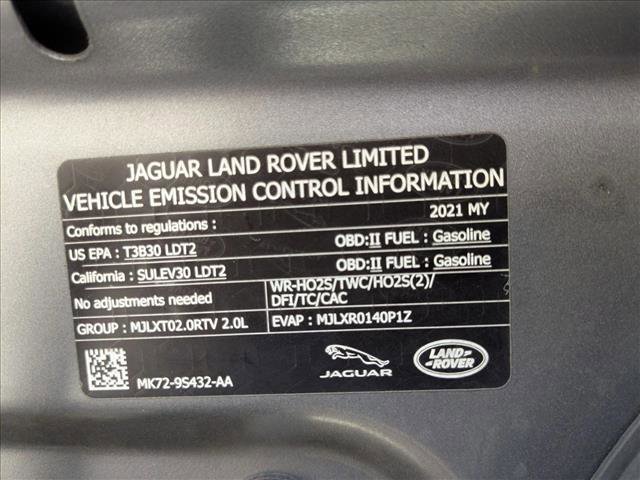 JAGUAR LAND ROVER LIMITED
VEHICLE EMISSION CONTROL INFORMATION
Conforms to regulations : 2021 MY
US EPA : T3B30 LDT2 OBD:II FUEL : Gasoline
California : SULEV30 LDT2 OBD:II FUEL : Gasoline
No adjustments needed WR-HO2S/TWC/HO2S(2)/
DFI/TC/CAC
GROUP : MJLXT02.0RTV 2.0L EVAP : MJLXR0140P1Z
MK72-9S432-AA JAGUAR LAND-ROVER